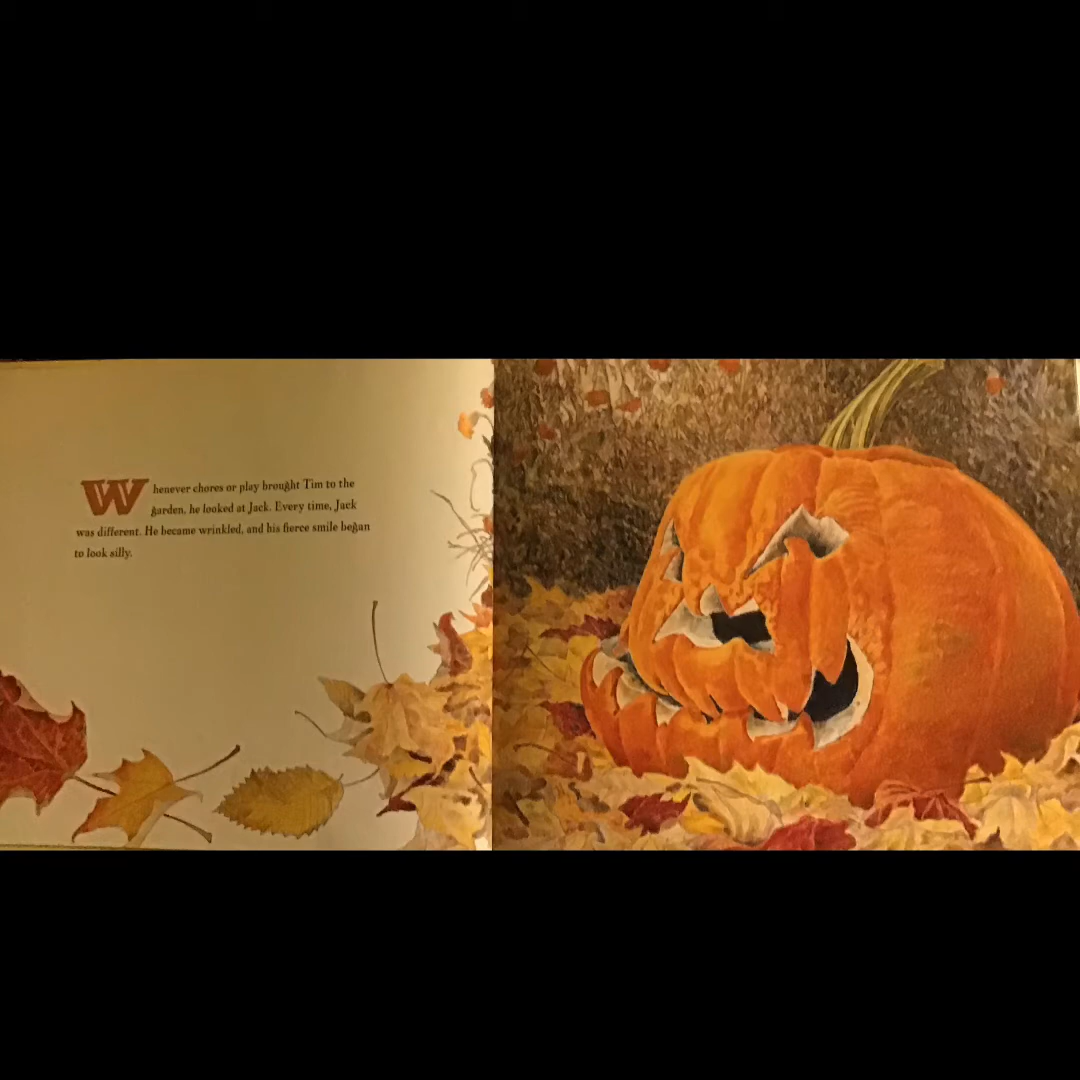 Whenever chores or play brought Tim to the
garden, he looked at Jack. Every time, Jack
was different. He became wrinkled, and his fierce smile began
to look silly.